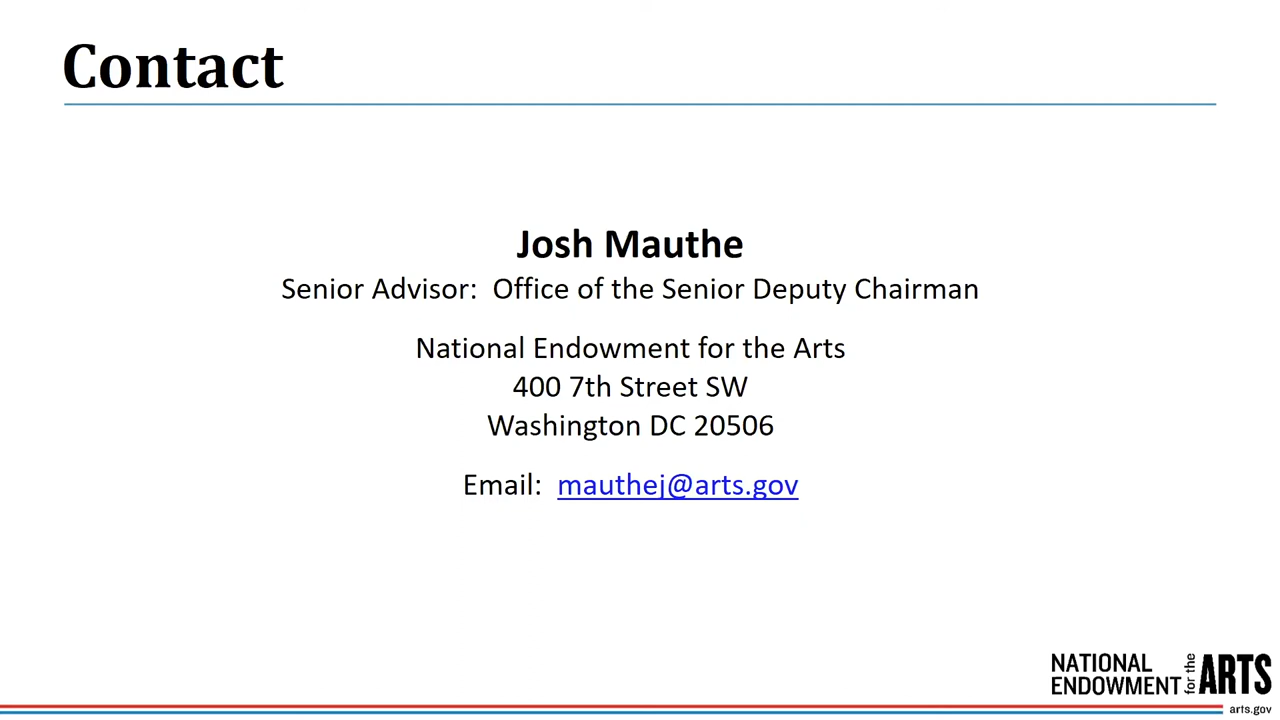 Contact
Josh Mauthe
Senior Advisor:  Office of the Senior Deputy Chairman
National Endowment for the Arts
400 7th Street SW
Washington DC 20506
Email:  mauthej@arts.gov
NATIONAL
ENDOWMENT
for the
ARTS
arts.gov